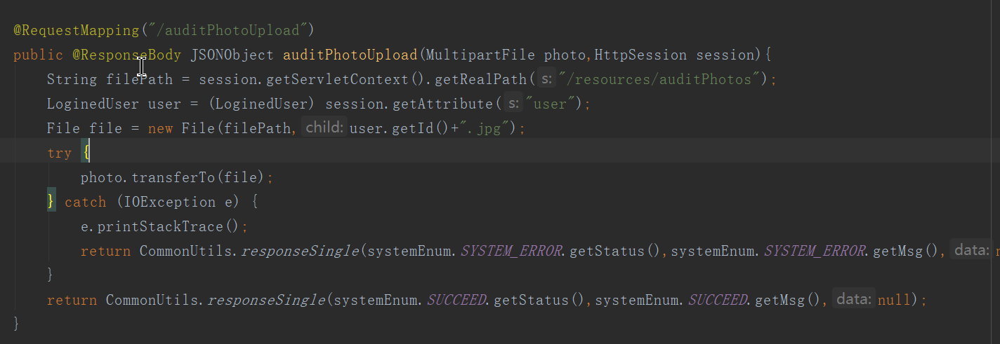 @RequestMapping("/auditPhotoUpload")
public @ResponseBody JSONObject auditPhotoUpload(MultipartFile photo,HttpSession session){
String filePath = session.getServletContext().getRealPath( s: "/resources/auditPhotos");
LoginedUser user = (LoginedUser) session.getAttribute( s: "user");
File file = new File(filePath, child: user.getId()+".jpg");
try {
photo.transferTo(file);
} catch (IOException e) {
e.printStackTrace();
return CommonUtils.responseSingle(systemEnum.SYSTEM_ERROR.getStatus(),systemEnum.SYSTEM_ERROR.getMsg(), data:
}
return CommonUtils.responseSingle(systemEnum.SUCCEED.getStatus(),systemEnum.SUCCEED.getMsg(), data: null);
}